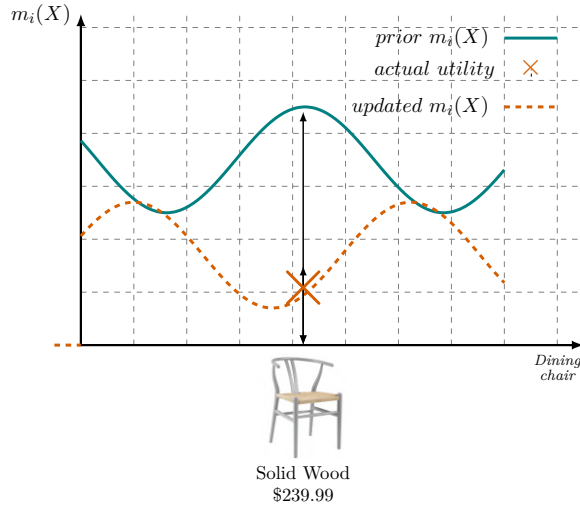 m_i(X)
prior m_i(X)
actual utility
updated m_i(X)
Dining
chair
Solid Wood
$239.99